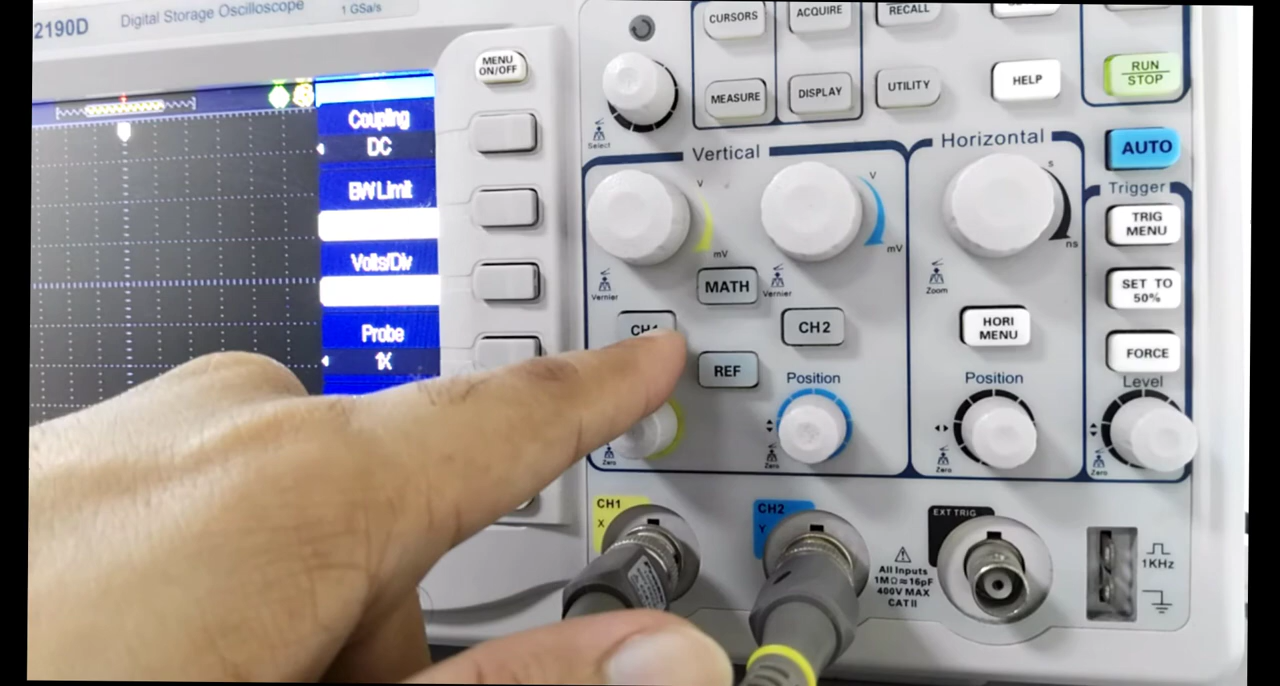 2190D
Digital Storage Oscilloscope
1 GSa/s
MENU
ON/OFF
Coupling
DC
BW Limit
Volts/Div
Probe
1X
Select
CURSORS
ACQUIRE
RECALL
MEASURE
DISPLAY
UTILITY
HELP
RUN
STOP
AUTO
Vertical
V
mV
Vernier
MATH
V
mV
Vernier
CH1
CH2
REF
Position
Zero
Zero
Horizontal
s
ns
Zoom
HORI
MENU
Position
Zero
Trigger
TRIG
MENU
SET TO
50%
FORCE
Level
Zero
CH1
X
CH2
Y
All Inputs
1MΩ≈16pF
400V MAX
CAT II
EXT TRIG
1KHz